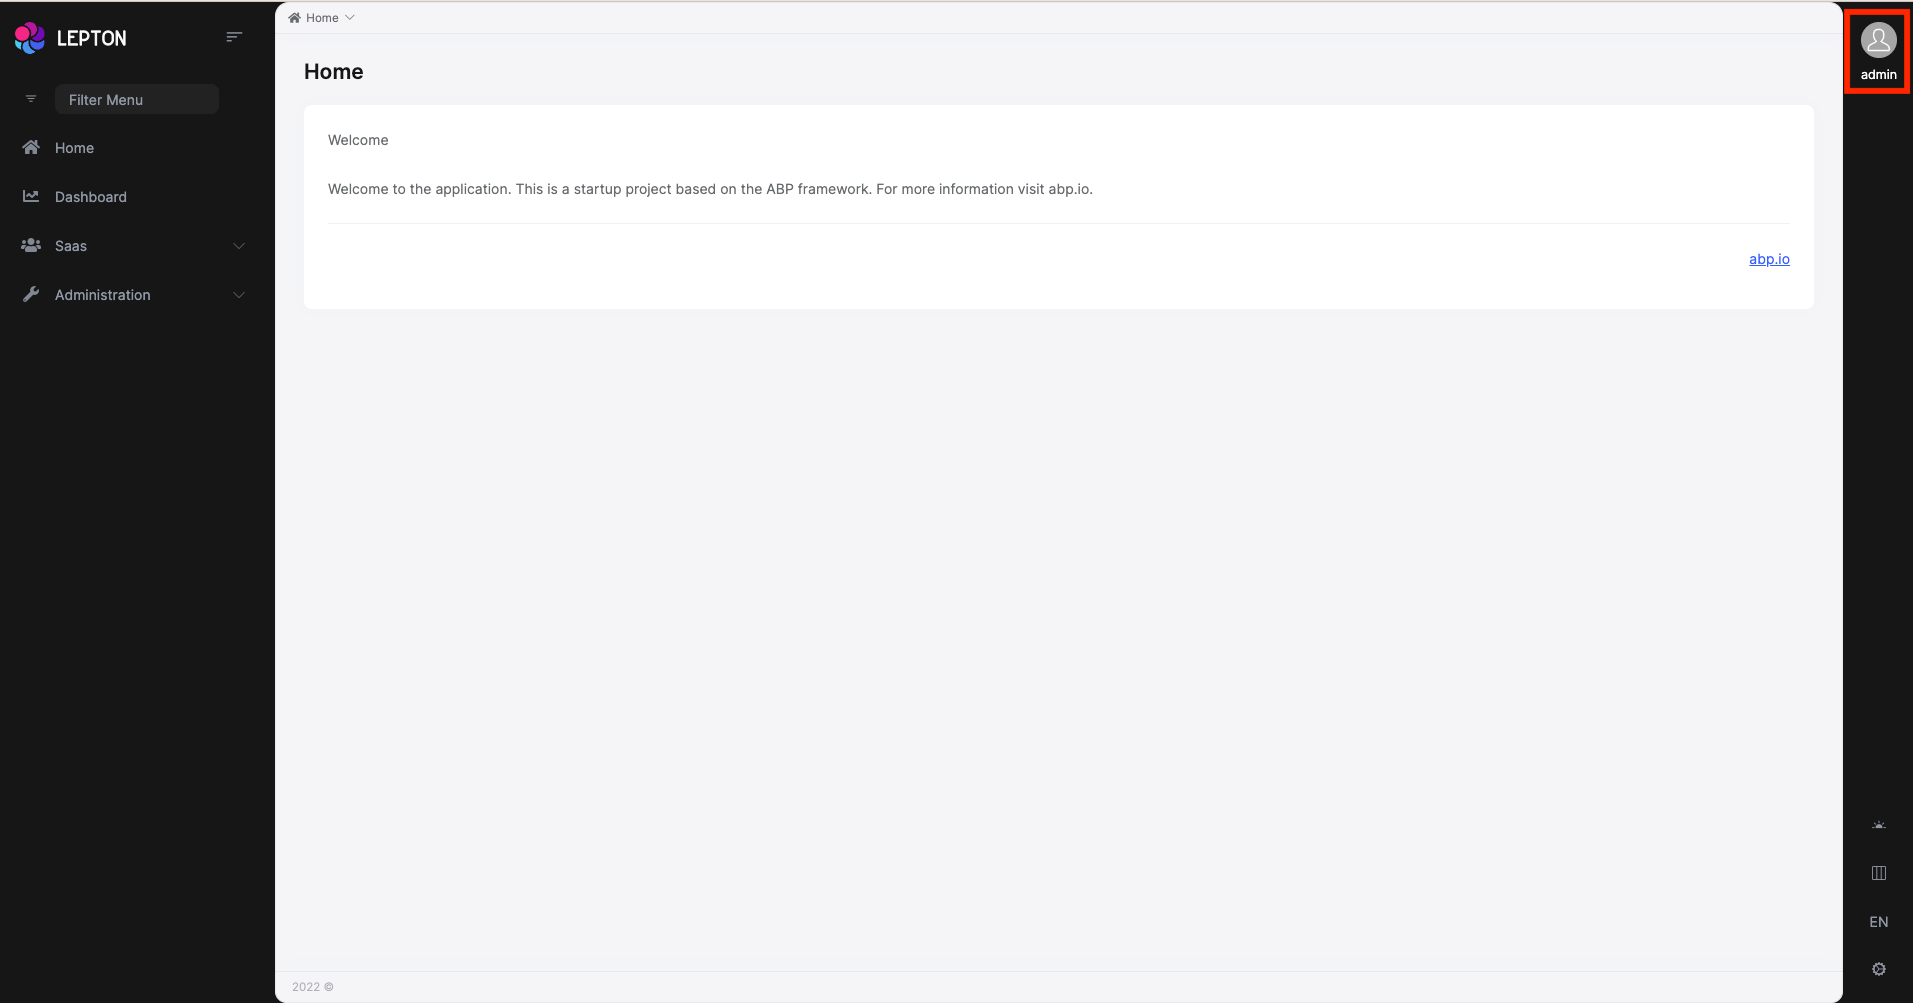 LEPTON
Filter Menu
Home
Dashboard
Saas
Administration
Home
Home
Welcome
Welcome to the application. This is a startup project based on the ABP framework. For more information visit abp.io.
abp.io
2022 ©
admin
EN